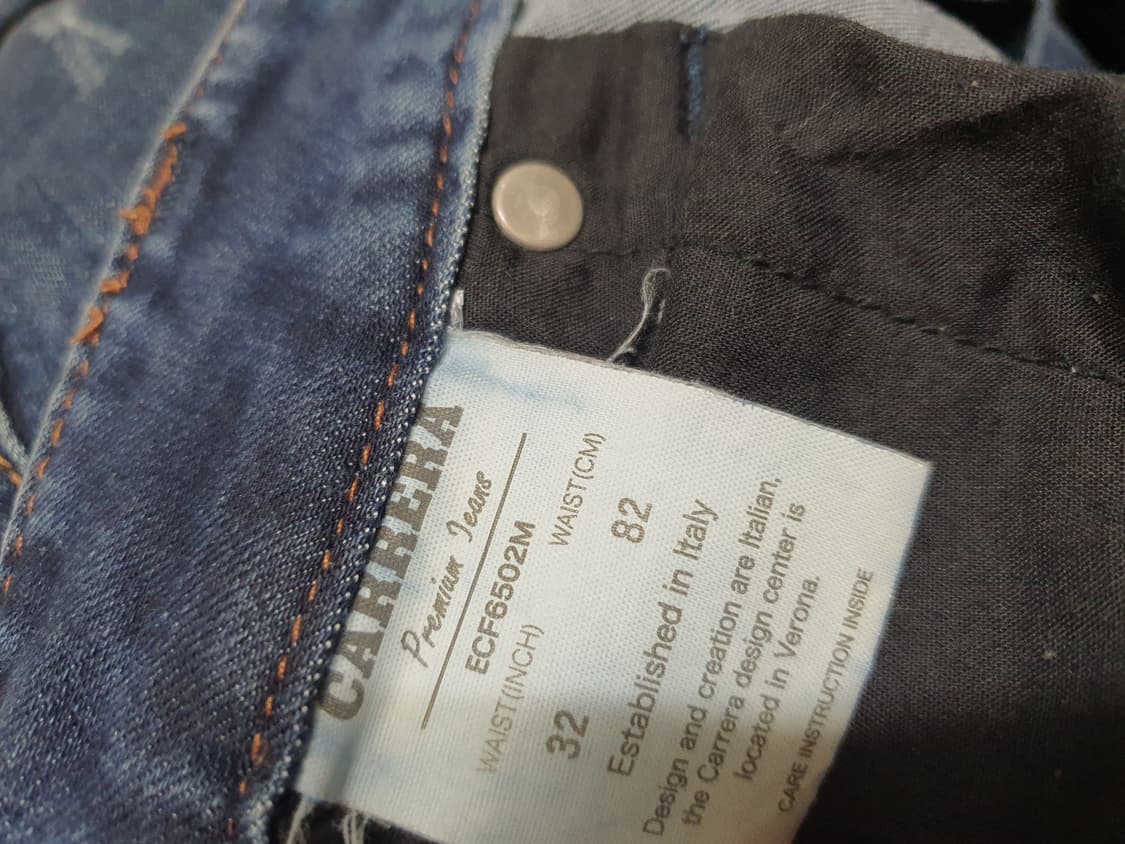 CARRERA
Premium Jeans
ECF6502M
WAIST(INCH) WAIST(CM)
32 82
Established in Italy
Design and creation are Italian,
the Carrera design center is
located in Verona.
CARE INSTRUCTION INSIDE